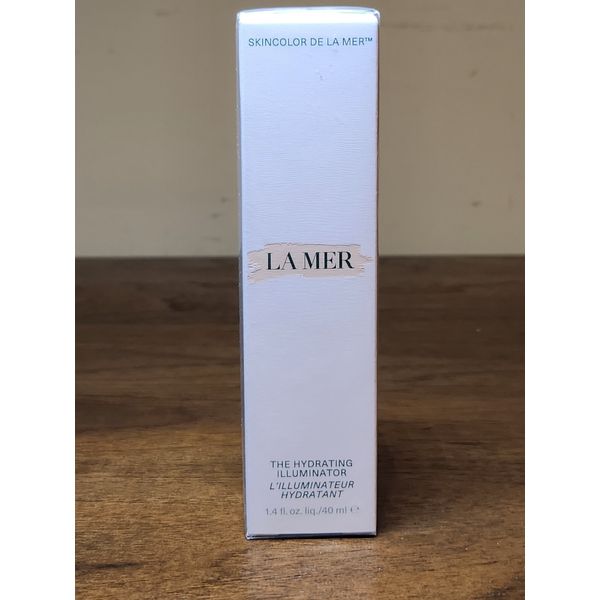 SKINCOLOR DE LA MER™
LA MER
THE HYDRATING
ILLUMINATOR
L'ILLUMINATEUR
HYDRATANT
1.4 fl. oz. liq./40 ml ℮